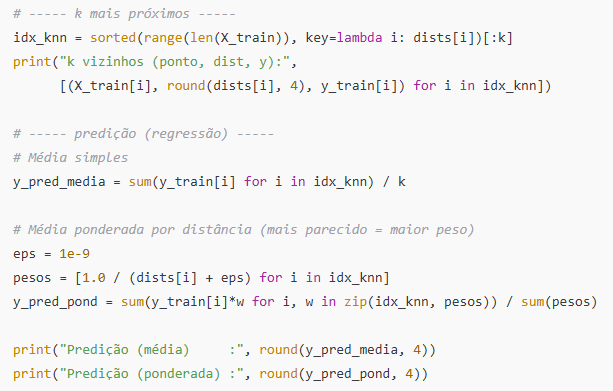 # ----- k mais próximos -----
idx_knn = sorted(range(len(X_train)), key=lambda i: dists[i])[:k]
print("k vizinhos (ponto, dist, y):",
      [(X_train[i], round(dists[i], 4), y_train[i]) for i in idx_knn])

# ----- predição (regressão) -----
# Média simples
y_pred_media = sum(y_train[i] for i in idx_knn) / k

# Média ponderada por distância (mais parecido = maior peso)
eps = 1e-9
pesos = [1.0 / (dists[i] + eps) for i in idx_knn]
y_pred_pond = sum(y_train[i]*w for i, w in zip(idx_knn, pesos)) / sum(pesos)

print("Predição (média)     :", round(y_pred_media, 4))
print("Predição (ponderada) :", round(y_pred_pond, 4))